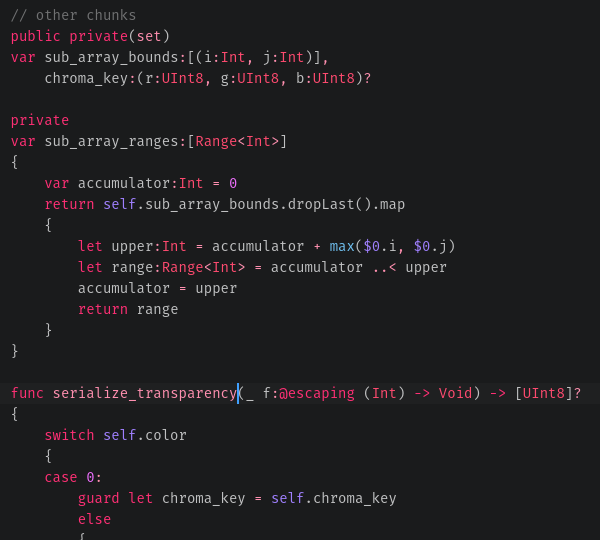 // other chunks
public private(set)
var sub_array_bounds:[(i:Int, j:Int)],
    chroma_key:(r:UInt8, g:UInt8, b:UInt8)?

private
var sub_array_ranges:[Range<Int>]
{
    var accumulator:Int = 0
    return self.sub_array_bounds.dropLast().map
    {
        let upper:Int = accumulator + max($0.i, $0.j)
        let range:Range<Int> = accumulator ..< upper
        accumulator = upper
        return range
    }
}

func serialize_transparency(_ f:@escaping (Int) -> Void) -> [UInt8]?
{
    switch self.color
    {
    case 0:
        guard let chroma_key = self.chroma_key
        else
        {